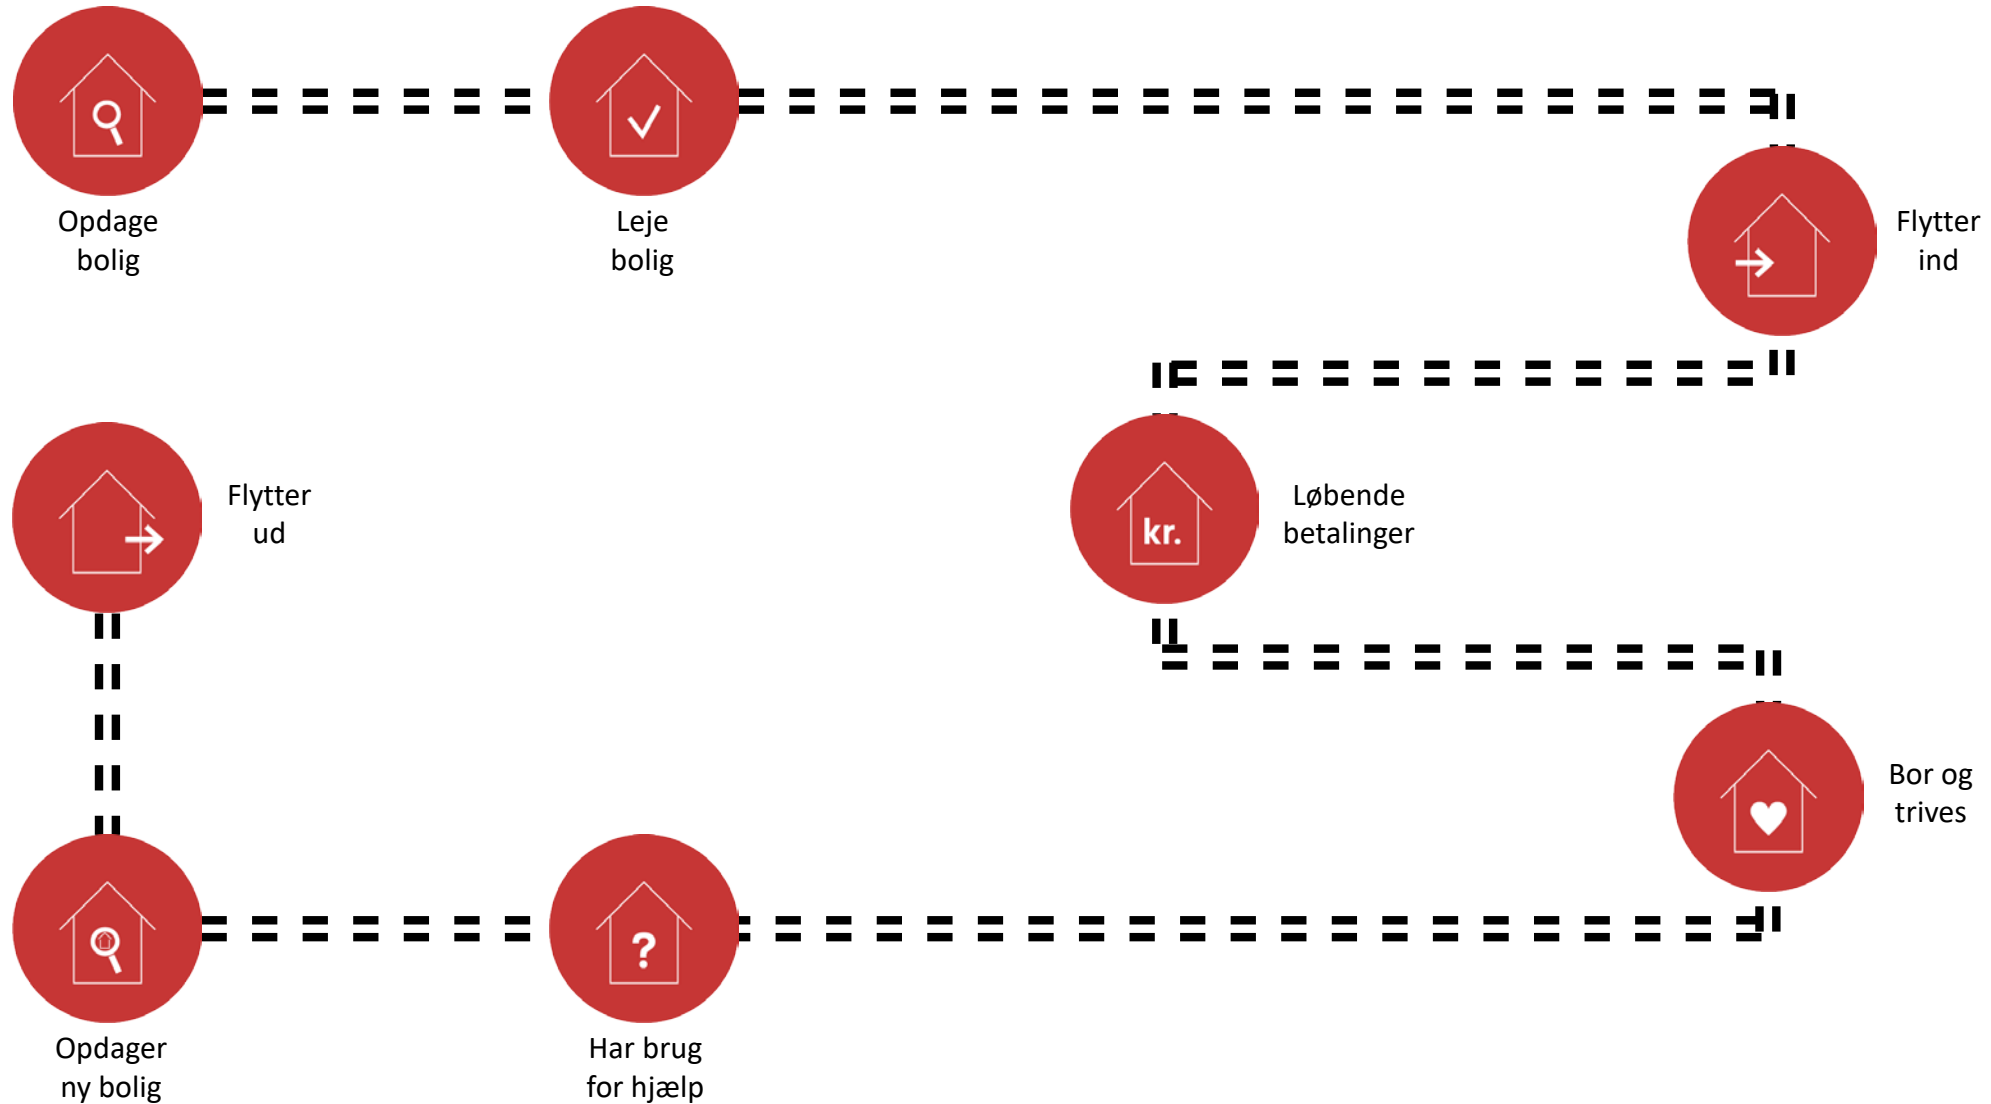 Opdage
bolig
Leje
bolig
Flytter
ind
Flytter
ud
kr.
Løbende
betalinger
Bor og
trives
?
Opdager
ny bolig
Har brug
for hjælp